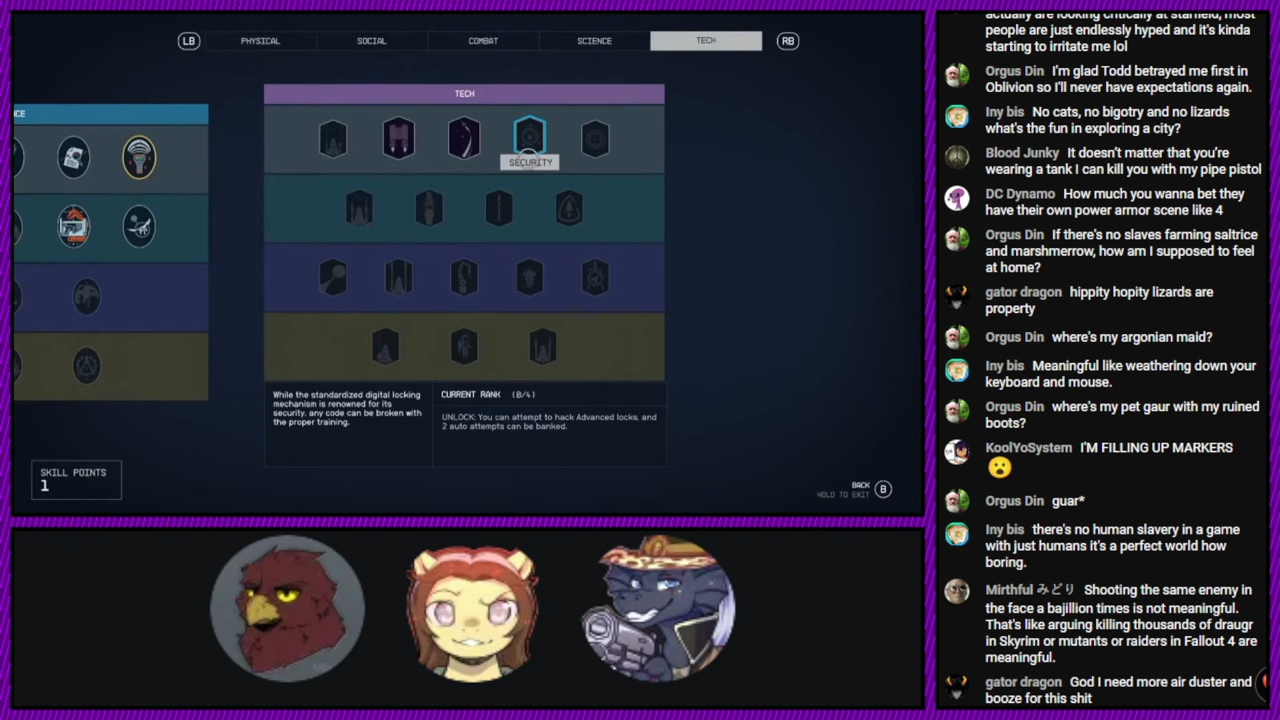 LB
PHYSICAL
SOCIAL
COMBAT
SCIENCE
TECH
RB
CE
TECH
SECURITY
While the standardized digital locking
mechanism is renowned for its
security, any code can be broken with
the proper training.
CURRENT RANK (0/4)
UNLOCK: You can attempt to hack Advanced locks, and
2 auto attempts can be banked.
SKILL POINTS
1
BACK
HOLD TO EXIT
B
actually are looking critically at starfield, most
people are just endlessly hyped and it's kinda
starting to irritate me lol
Orgus Din I'm glad Todd betrayed me first in
Oblivion so I'll never have expectations again.
Iny bis No cats, no bigotry and no lizards
what's the fun in exploring a city?
Blood Junky It doesn't matter that you're
wearing a tank I can kill you with my pipe pistol
DC Dynamo How much you wanna bet they
have their own power armor scene like 4
Orgus Din If there's no slaves farming saltrice
and marshmerrow, how am I supposed to feel
at home?
gator dragon hippity hopity lizards are
property
Orgus Din where's my argonian maid?
Iny bis Meaningful like weathering down your
keyboard and mouse.
Orgus Din where's my pet gaur with my ruined
boots?
KoolYoSystem I'M FILLING UP MARKERS
😮
Orgus Din guar*
Iny bis there's no human slavery in a game
with just humans it's a perfect world how
boring.
Mirthful みどり Shooting the same enemy in
the face a bajillion times is not meaningful.
That's like arguing killing thousands of draugr
in Skyrim or mutants or raiders in Fallout 4 are
meaningful.
gator dragon God I need more air duster and
booze for this shit